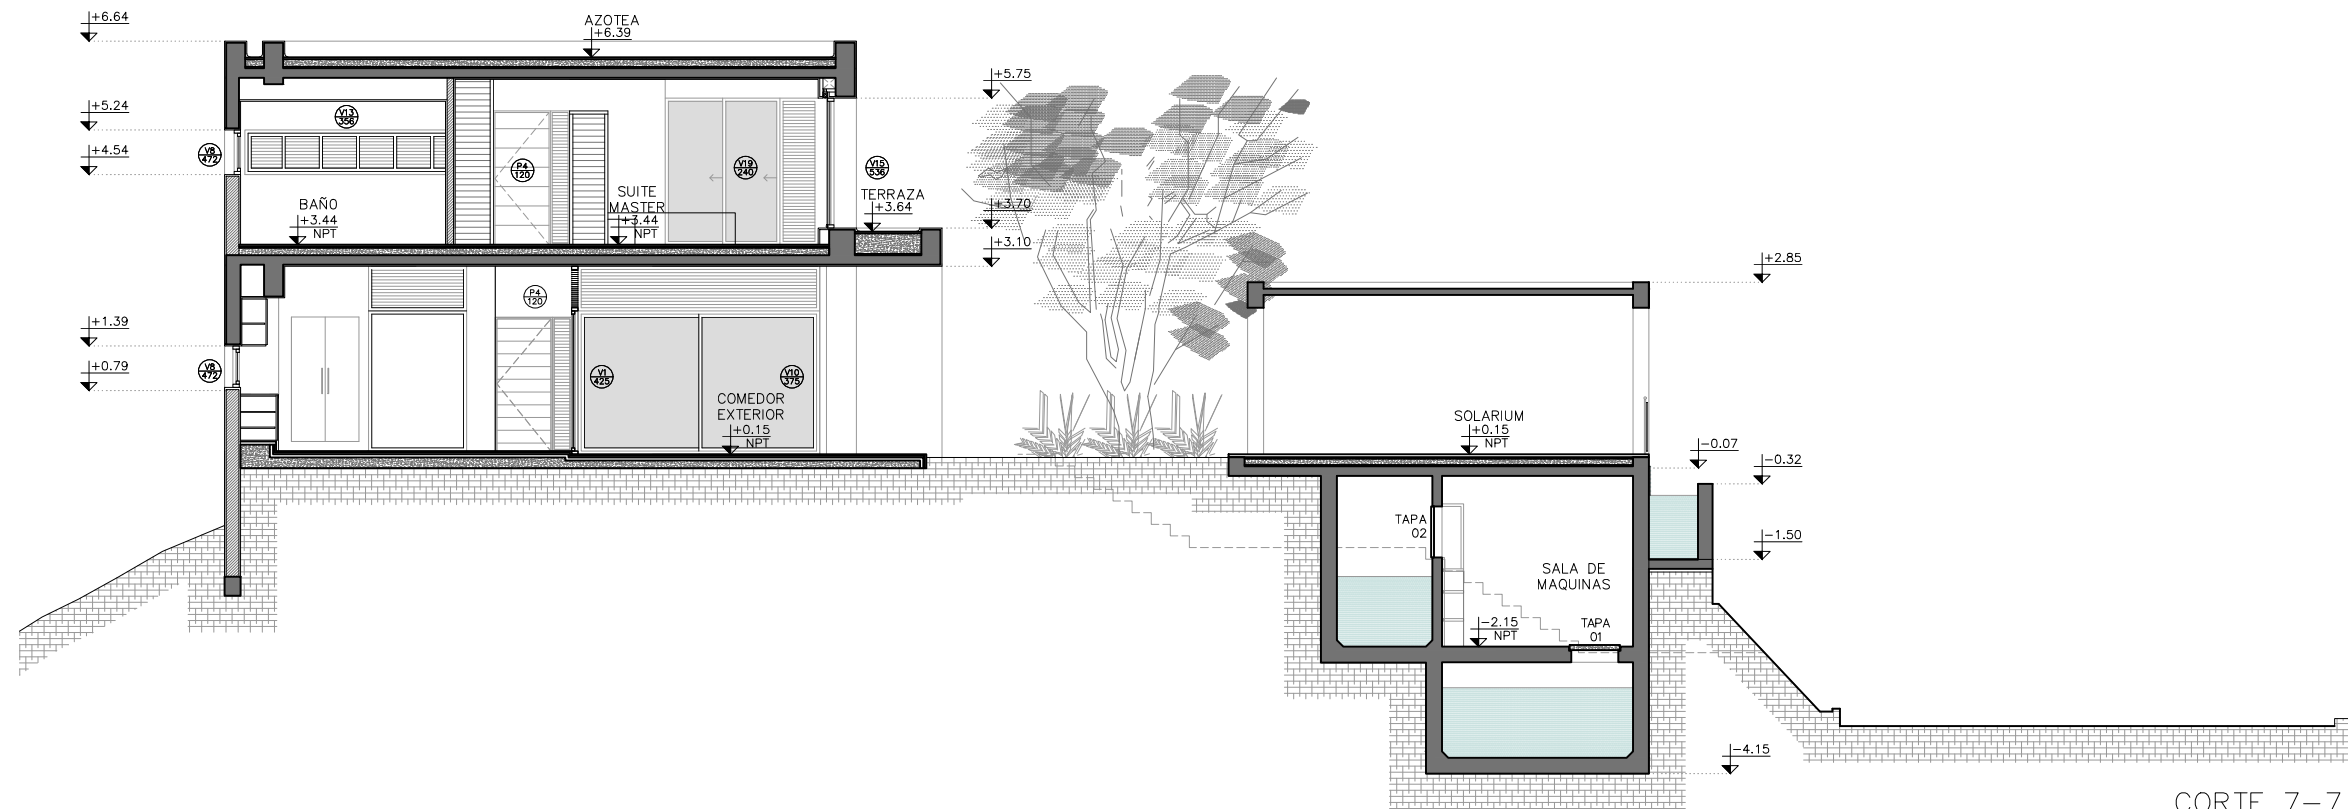 +6.64
AZOTEA
+6.39
+5.75
+5.24
V13
356
+4.54
V8
472
P4
120
V19
240
V15
536
BAÑO
+3.44
NPT
SUITE
MASTER
+3.44
NPT
TERRAZA
+3.64
+3.70
+3.10
+2.85
P4
120
+1.39
+0.79
V8
472
V1
425
V10
375
COMEDOR
EXTERIOR
+0.15
NPT
SOLARIUM
+0.15
NPT
-0.07
-0.32
TAPA
02
-1.50
SALA DE
MAQUINAS
-2.15
NPT
TAPA
01
-4.15
CORTE 7-7